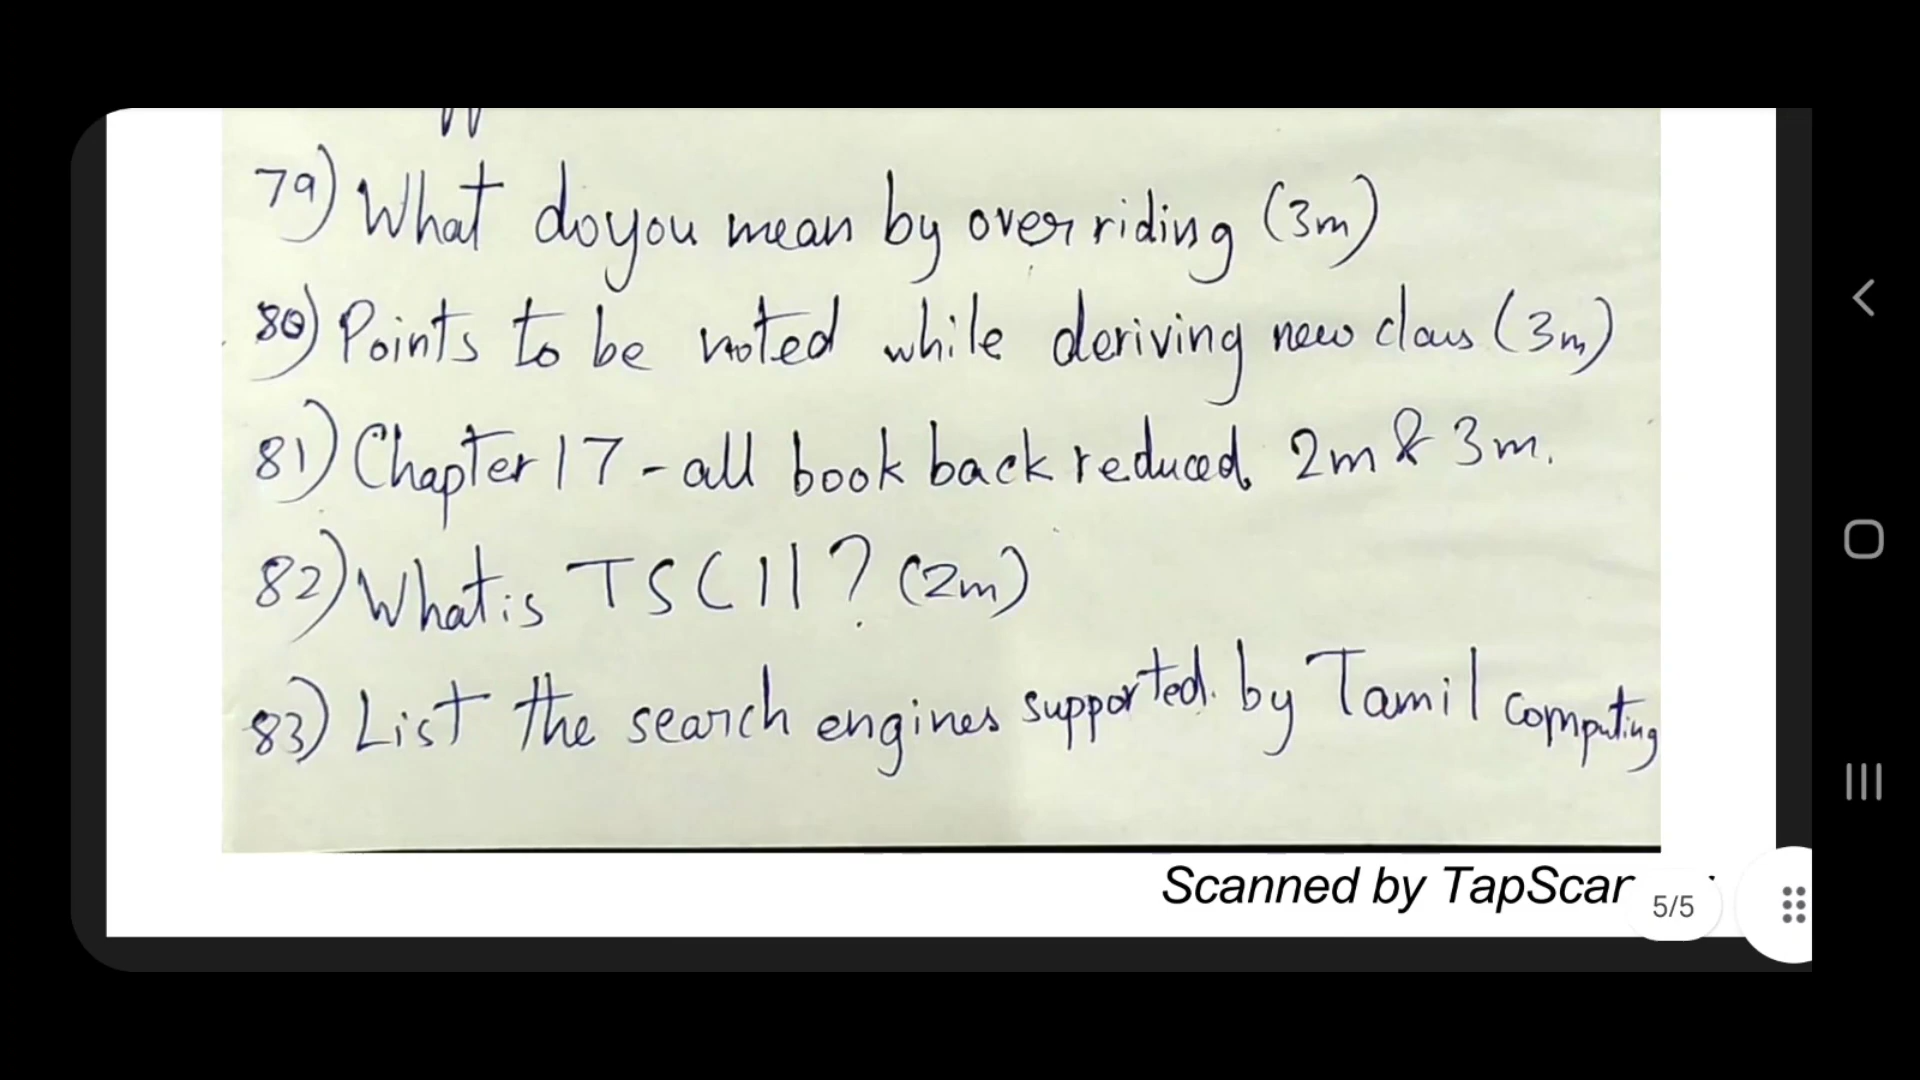 79) What do you mean by over riding (3m)
80) Points to be noted while deriving new class (3m)
81) Chapter 17 - all book back reduced 2m & 3m.
82) What is TSCII? (2m)
83) List the search engines supported by Tamil computing
Scanned by TapScan
5/5